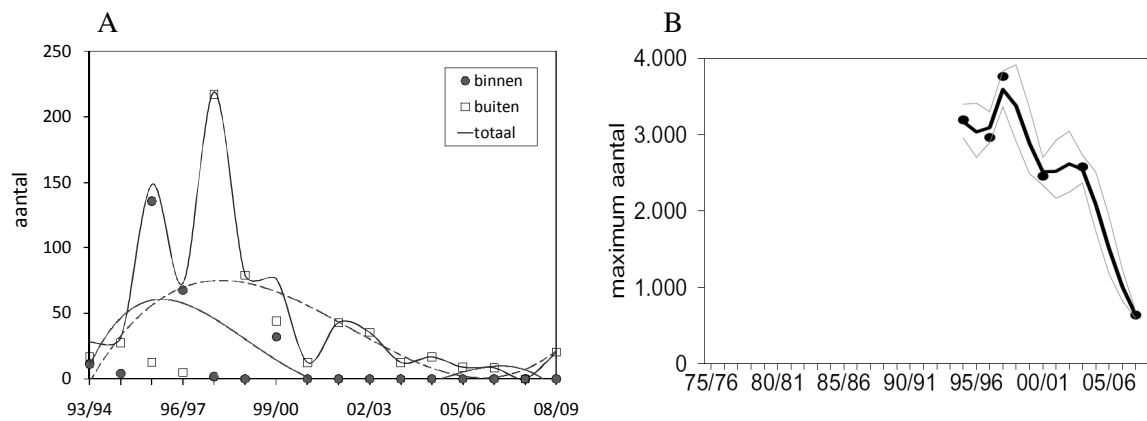 A
aantal
250
200
150
100
50
0
binnen
buiten
totaal
93/94 96/97 99/00 02/03 05/06 08/09
B
maximum aantal
4.000
3.000
2.000
1.000
0
75/76 80/81 85/86 90/91 95/96 00/01 05/06